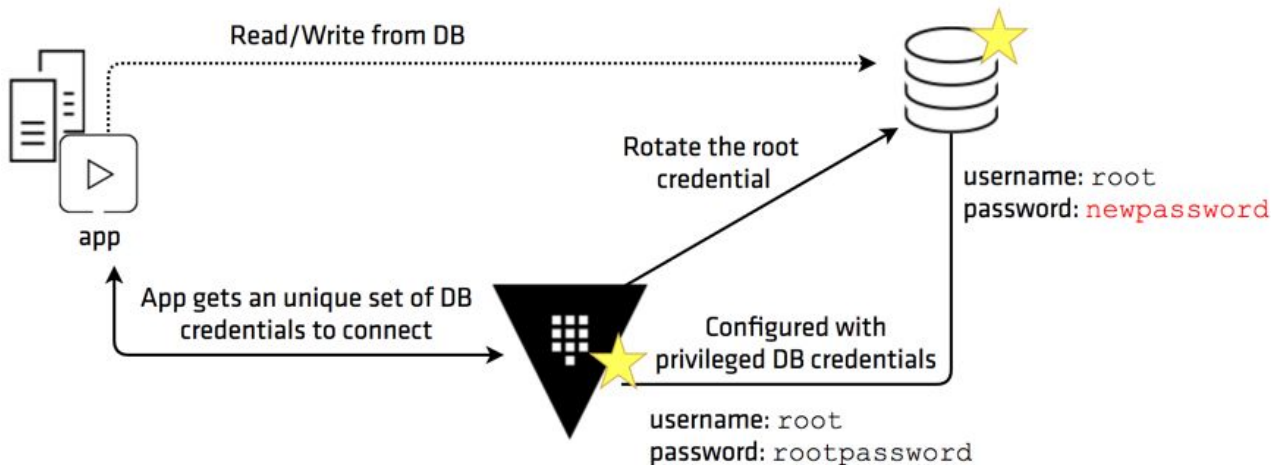 Read/Write from DB
Rotate the root
credential
username: root
password: newpassword
app
App gets an unique set of DB
credentials to connect
Configured with
privileged DB credentials
username: root
password: rootpassword